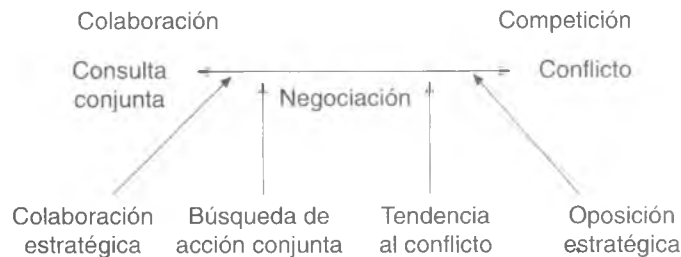 Colaboración
Competición
Consulta
conjunta
Negociación
Conflicto
Colaboración
estratégica
Búsqueda de
acción conjunta
Tendencia
al conflicto
Oposición
estratégica